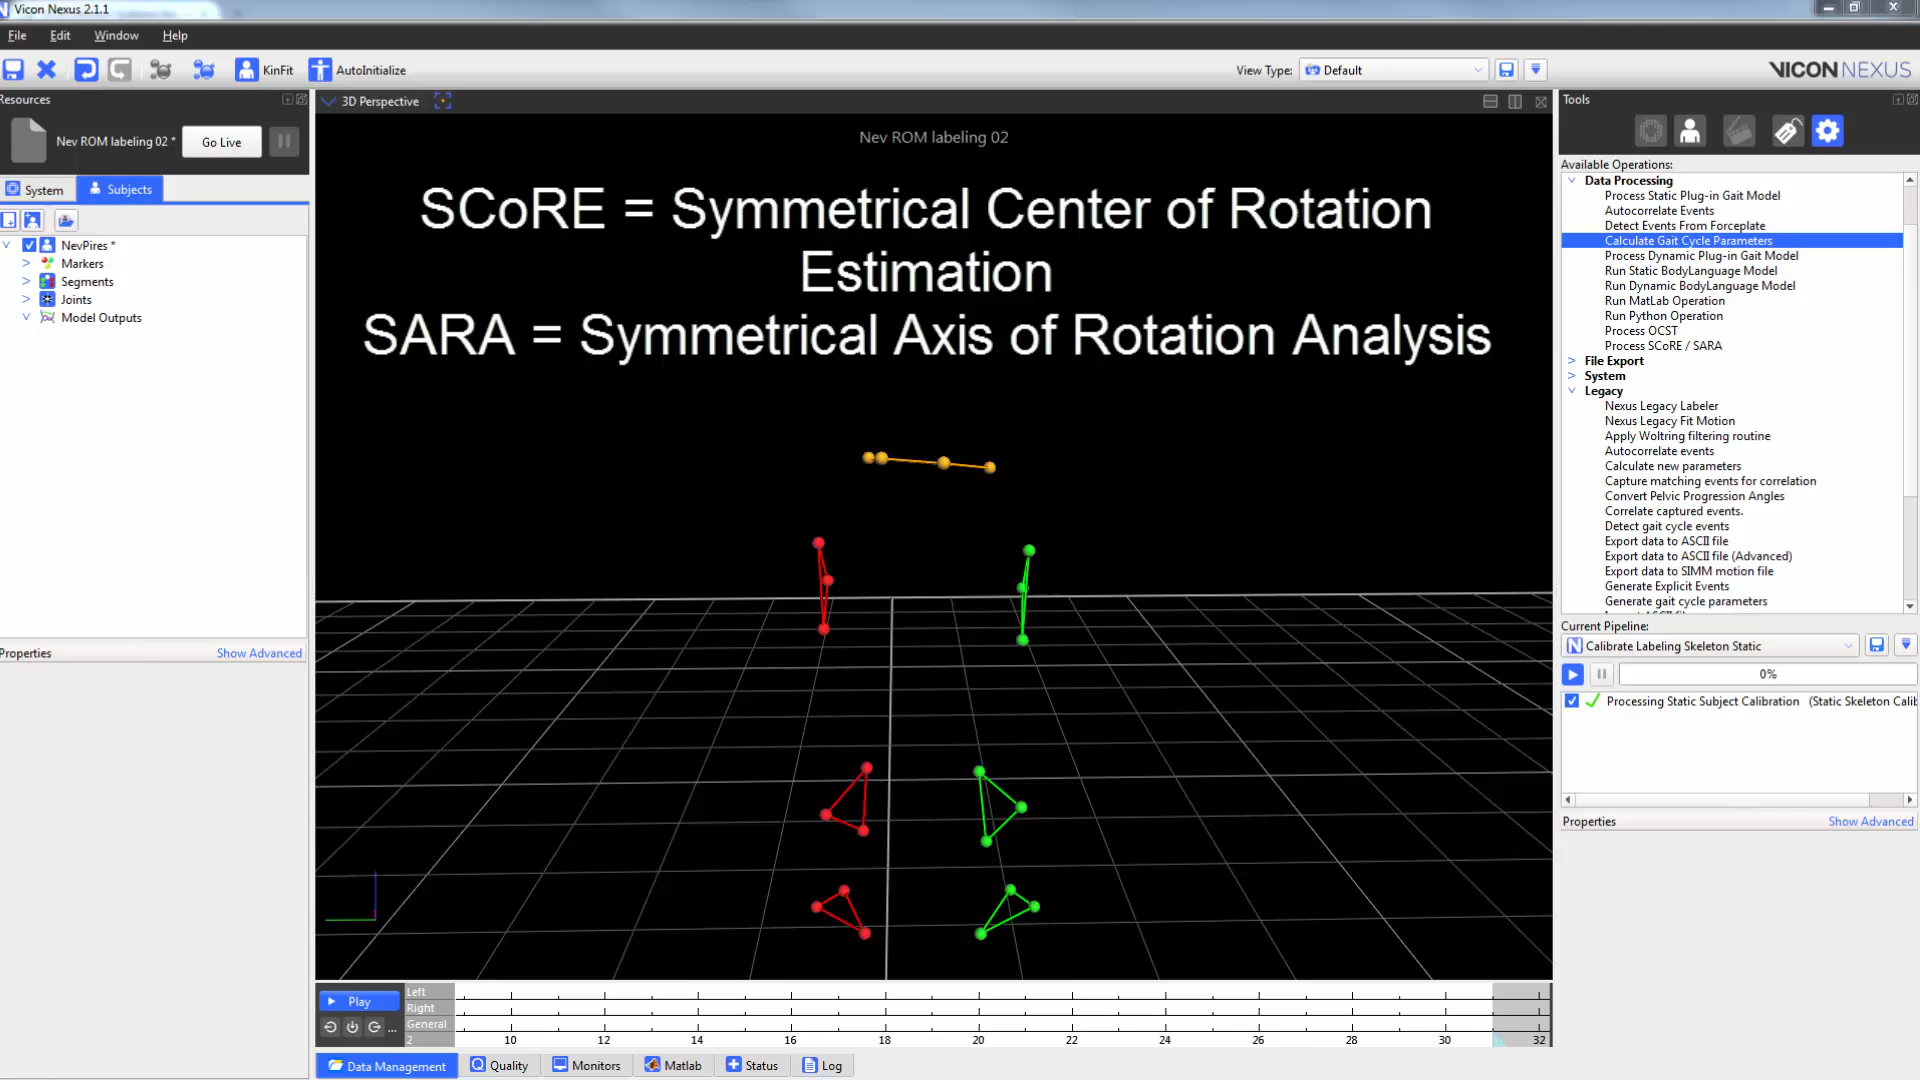 Vicon Nexus 2.1.1
File Edit Window Help
KinFit AutoInitialize View Type: Default VICON NEXUS
Resources
Nev ROM labeling 02 * Go Live
System Subjects
NevPires *
Markers
Segments
Joints
Model Outputs
Properties Show Advanced
3D Perspective
Nev ROM labeling 02
SCoRE = Symmetrical Center of Rotation
Estimation
SARA = Symmetrical Axis of Rotation Analysis
Play Left
Right
General
2 10 12 14 16 18 20 22 24 26 28 30 32
Data Management Quality Monitors Matlab Status Log
Tools
Available Operations:
Data Processing
Process Static Plug-in Gait Model
Autocorrelate Events
Detect Events From Forceplate
Calculate Gait Cycle Parameters
Process Dynamic Plug-in Gait Model
Run Static BodyLanguage Model
Run Dynamic BodyLanguage Model
Run MatLab Operation
Run Python Operation
Process OCST
Process SCoRE / SARA
File Export
System
Legacy
Nexus Legacy Labeler
Nexus Legacy Fit Motion
Apply Woltring filtering routine
Autocorrelate events
Calculate new parameters
Capture matching events for correlation
Convert Pelvic Progression Angles
Correlate captured events.
Detect gait cycle events
Export data to ASCII file
Export data to ASCII file (Advanced)
Export data to SIMM motion file
Generate Explicit Events
Generate gait cycle parameters
Current Pipeline:
Calibrate Labeling Skeleton Static
0%
Processing Static Subject Calibration (Static Skeleton Calib
Properties Show Advanced